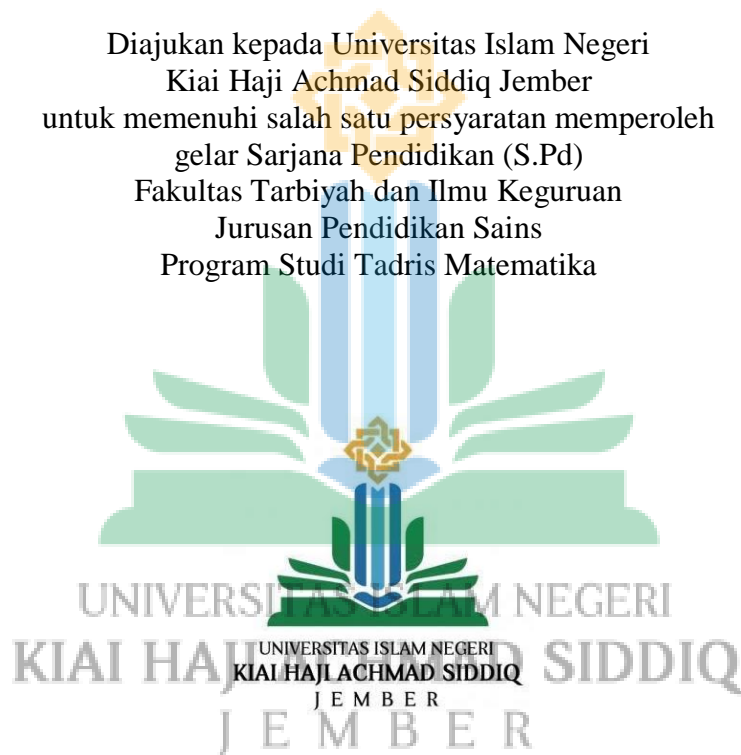 Diajukan kepada Universitas Islam Negeri
Kiai Haji Achmad Siddiq Jember
untuk memenuhi salah satu persyaratan memperoleh
gelar Sarjana Pendidikan (S.Pd)
Fakultas Tarbiyah dan Ilmu Keguruan
Jurusan Pendidikan Sains
Program Studi Tadris Matematika
UNIVERSITAS ISLAM NEGERI
KIAI HAJI ACHMAD SIDDIQ
JEMBER
UNIVERSITAS ISLAM NEGERI
KIAI HAJI ACHMAD SIDDIQ
JEMBER